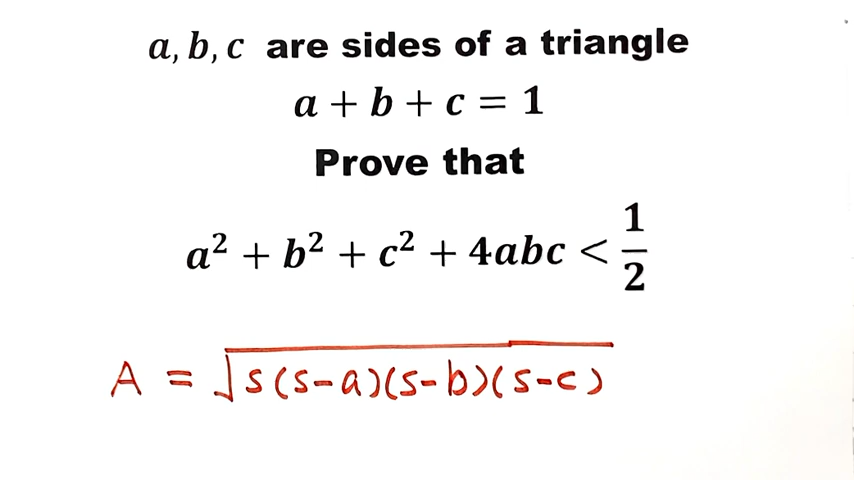 a, b, c are sides of a triangle
a + b + c = 1
Prove that
a² + b² + c² + 4abc < 1/2
A = √s(s-a)(s-b)(s-c)